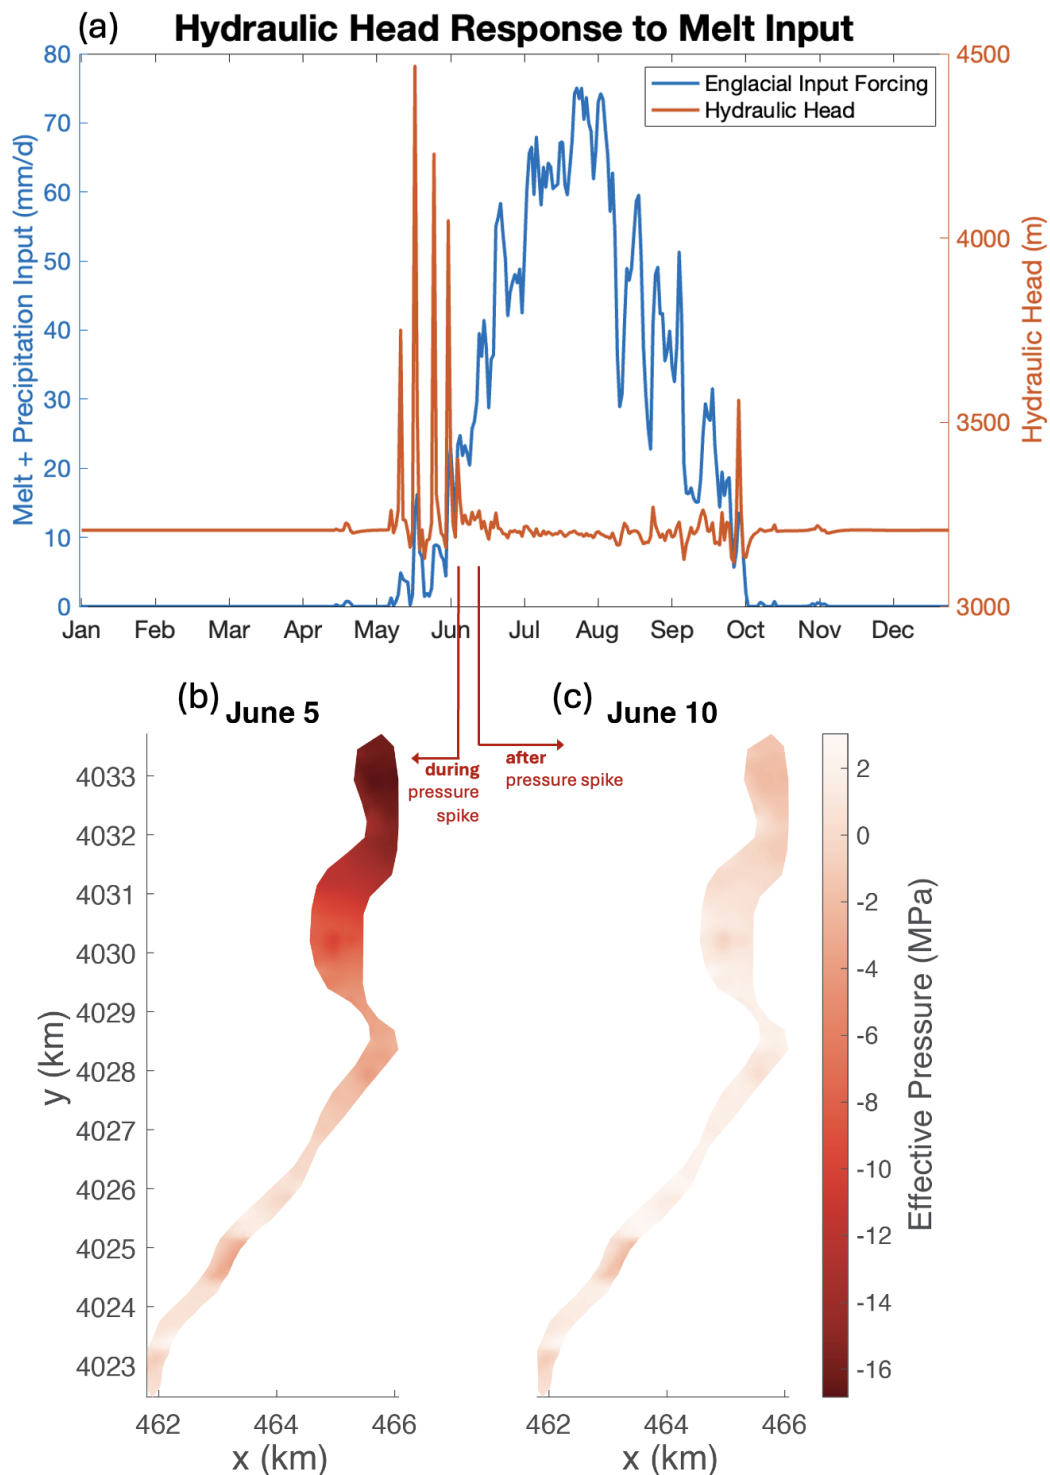 (a) Hydraulic Head Response to Melt Input
Melt + Precipitation Input (mm/d)
80
70
60
50
40
30
20
10
0
Englacial Input Forcing
Hydraulic Head
4500
4000
3500
3000
Hydraulic Head (m)
Jan Feb Mar Apr May Jun Jul Aug Sep Oct Nov Dec
(b) June 5
during
pressure
spike
after
pressure spike
(c) June 10
y (km)
4033
4032
4031
4030
4029
4028
4027
4026
4025
4024
4023
462 464 466
x (km)
462 464 466
x (km)
2
0
-2
-4
-6
-8
-10
-12
-14
-16
Effective Pressure (MPa)